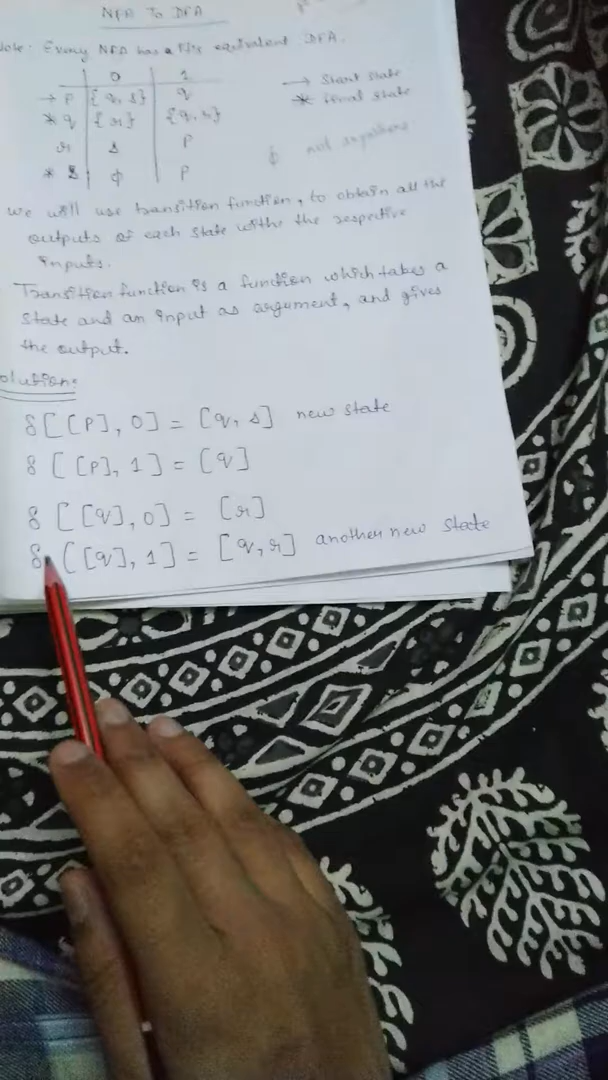 NFA TO DFA
Note: Every NFA has a its equivalent DFA.
0 1
→ p {q, s} q → Start state
* q {r} {q, r} * Final state
r s p
* s ϕ p ϕ not anywhere
we will use transition function, to obtain all the
outputs of each state withe the respective
inputs.
Transition function is a function which takes a
state and an input as argument, and gives
the output.
olution:
δ[[P], 0] = [q, s] new state
δ [[p], 1] = [q]
δ [[q], 0] = [r]
δ [[q], 1] = [q, r] another new state